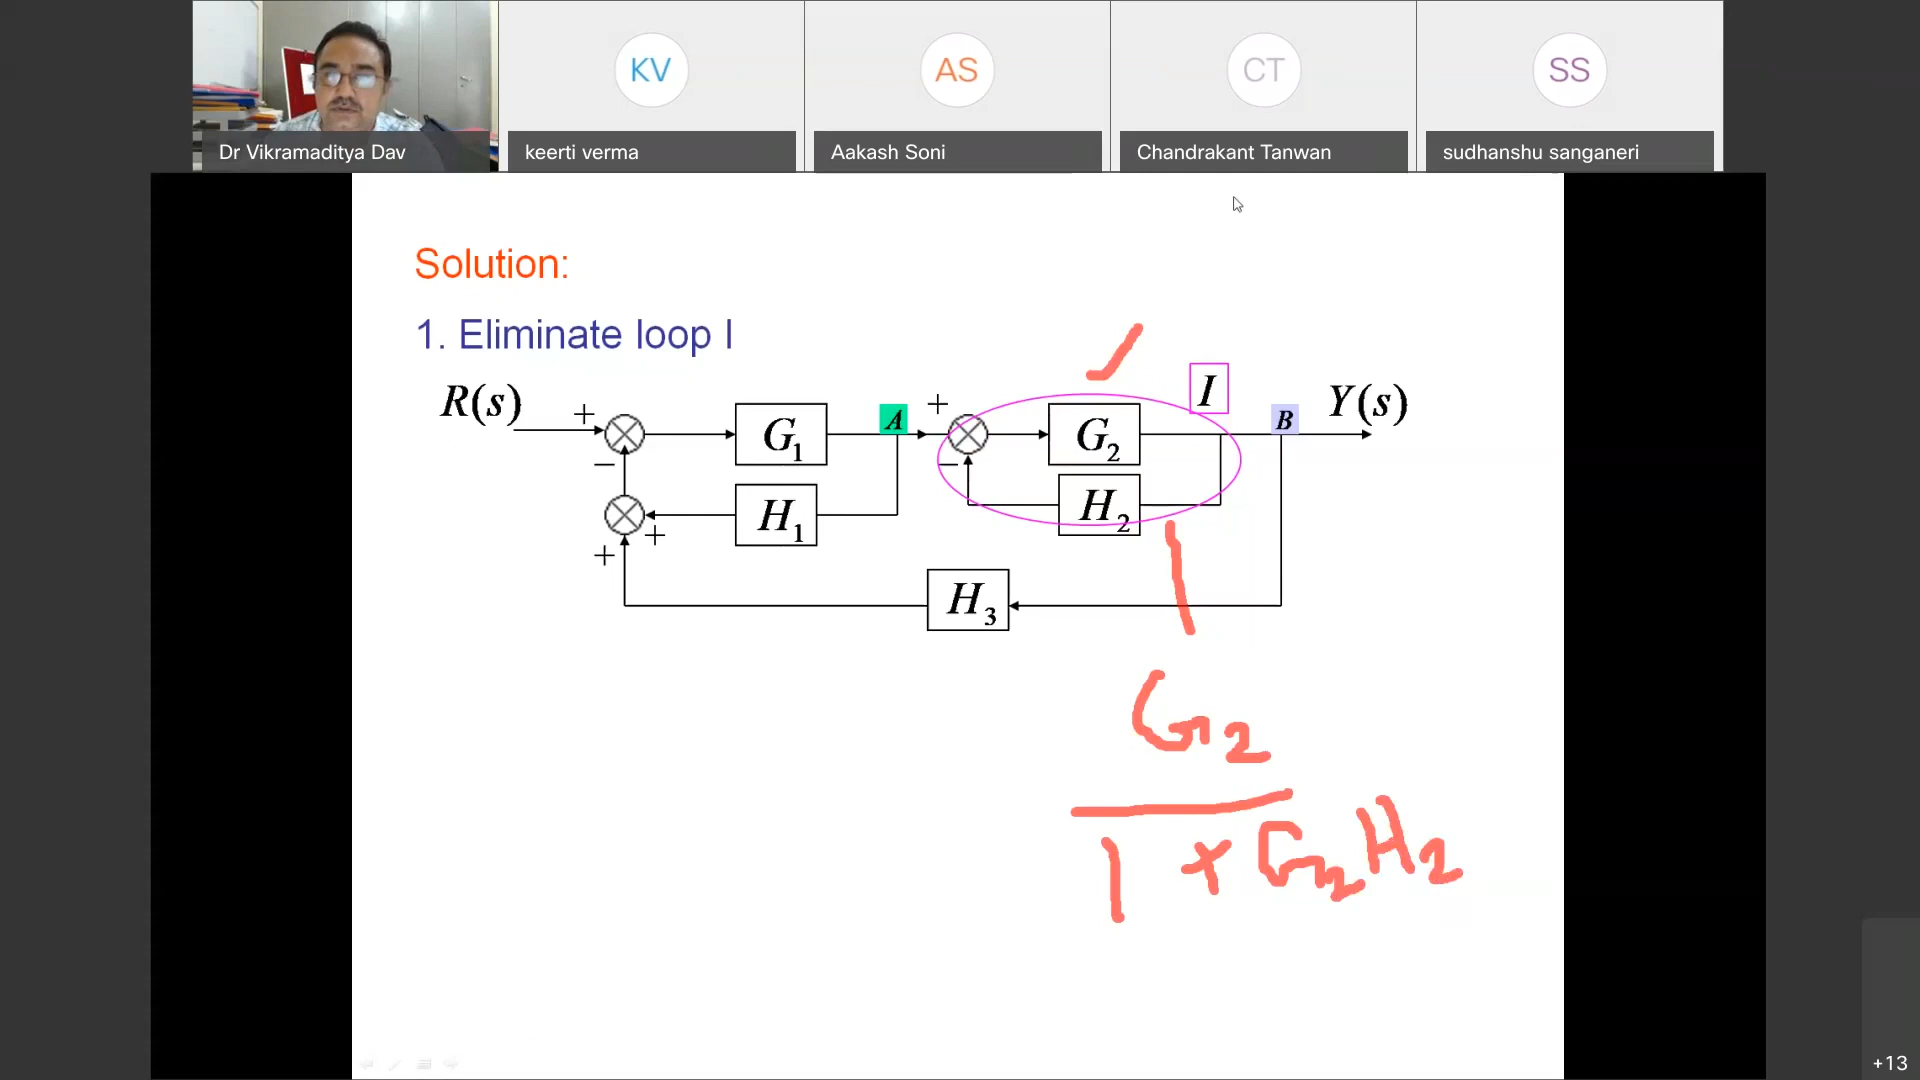 KV AS CT SS
Dr Vikramaditya Dav keerti verma Aakash Soni Chandrakant Tanwan sudhanshu sanganeri
Solution:
1. Eliminate loop I
R(s) + G1 A + G2 I B Y(s)
− −
H1 H2
+ +
H3
G2
1 + G2H2
+13